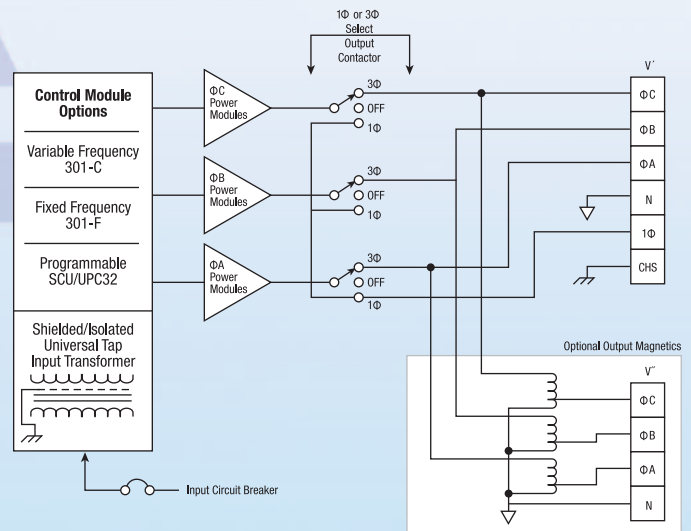 1Φ or 3Φ
Select
Output
Contactor
Control Module
Options
Variable Frequency
301-C
Fixed Frequency
301-F
Programmable
SCU/UPC32
Shielded/Isolated
Universal Tap
Input Transformer
Input Circuit Breaker
ΦC
Power
Modules
3Φ
OFF
1Φ
ΦB
Power
Modules
3Φ
OFF
1Φ
ΦA
Power
Modules
3Φ
OFF
1Φ
V´
ΦC
ΦB
ΦA
N
1Φ
CHS
Optional Output Magnetics
V˝
ΦC
ΦB
ΦA
N